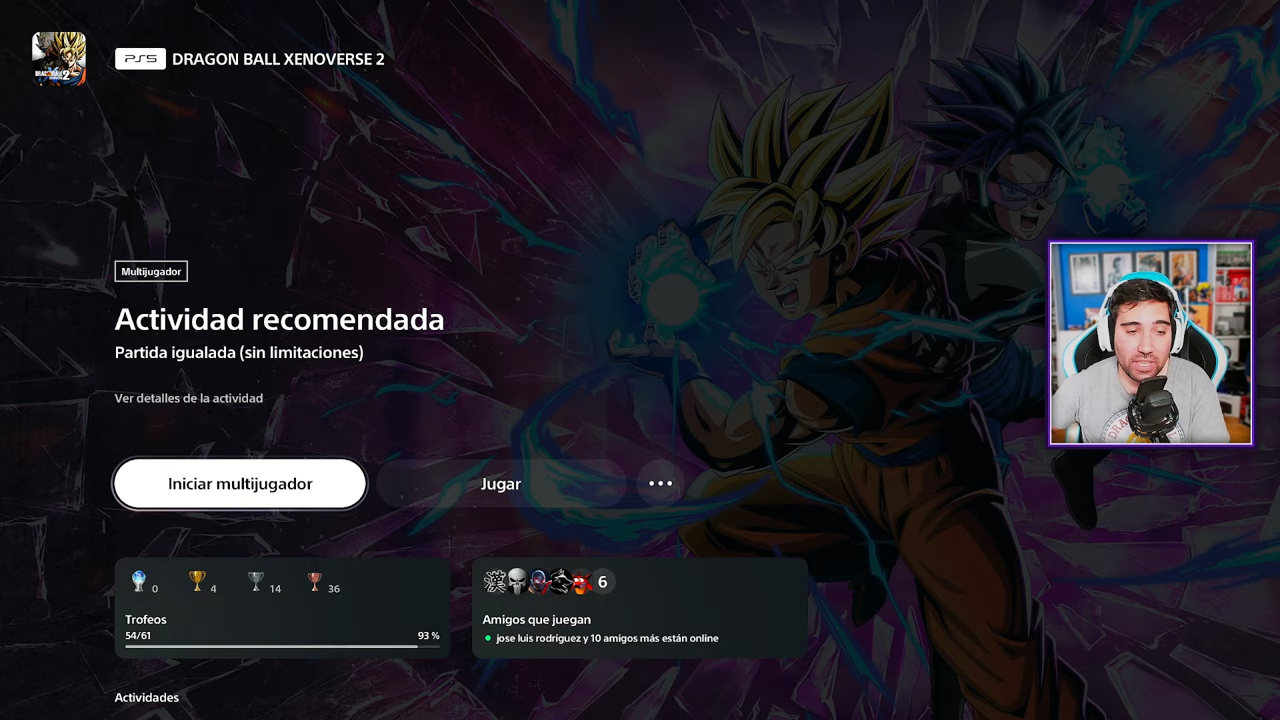 PS5 DRAGON BALL XENOVERSE 2
Multijugador
Actividad recomendada
Partida igualada (sin limitaciones)
Ver detalles de la actividad
Iniciar multijugador
Jugar
0
4
14
36
漢
6
Trofeos
54/61
93 %
Amigos que juegan
jose luis rodríguez y 10 amigos más están online
Actividades